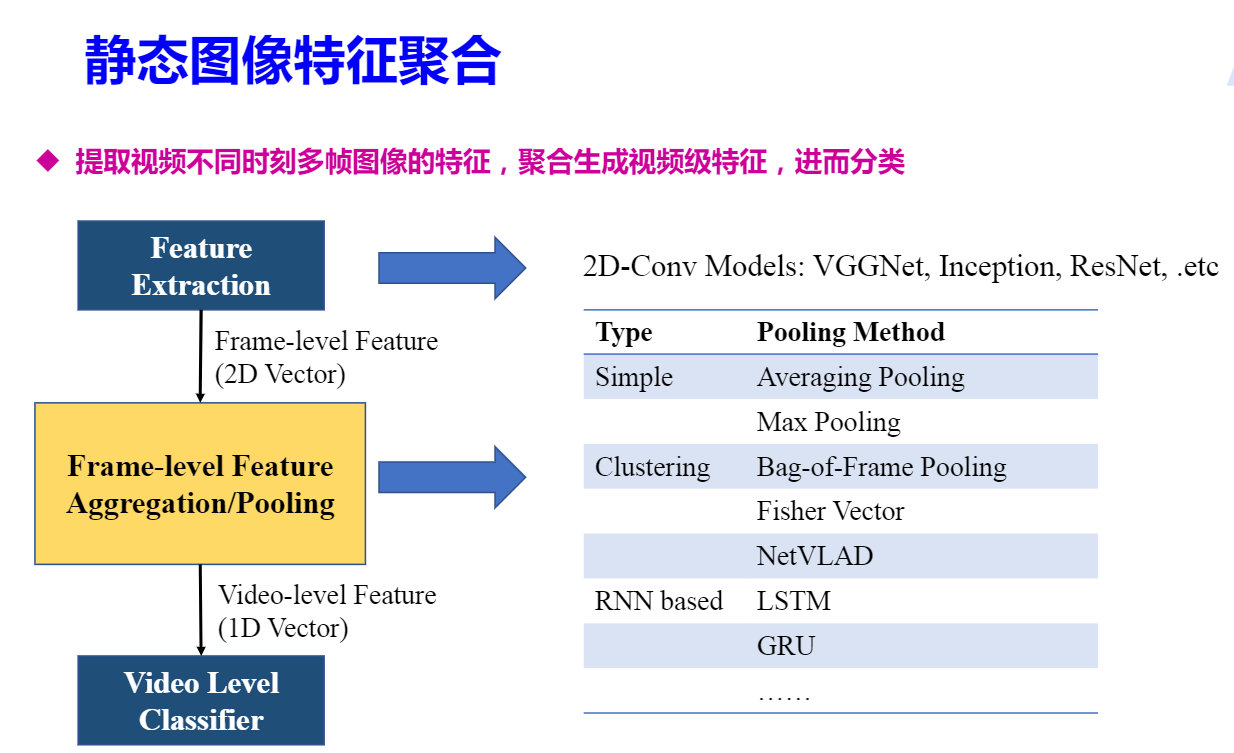 静态图像特征聚合
提取视频不同时刻多帧图像的特征，聚合生成视频级特征，进而分类
Feature
Extraction
2D-Conv Models: VGGNet, Inception, ResNet, .etc
Frame-level Feature
(2D Vector)
Frame-level Feature
Aggregation/Pooling
Video-level Feature
(1D Vector)
Video Level
Classifier
Type Pooling Method
Simple Averaging Pooling
Max Pooling
Clustering Bag-of-Frame Pooling
Fisher Vector
NetVLAD
RNN based LSTM
GRU
……